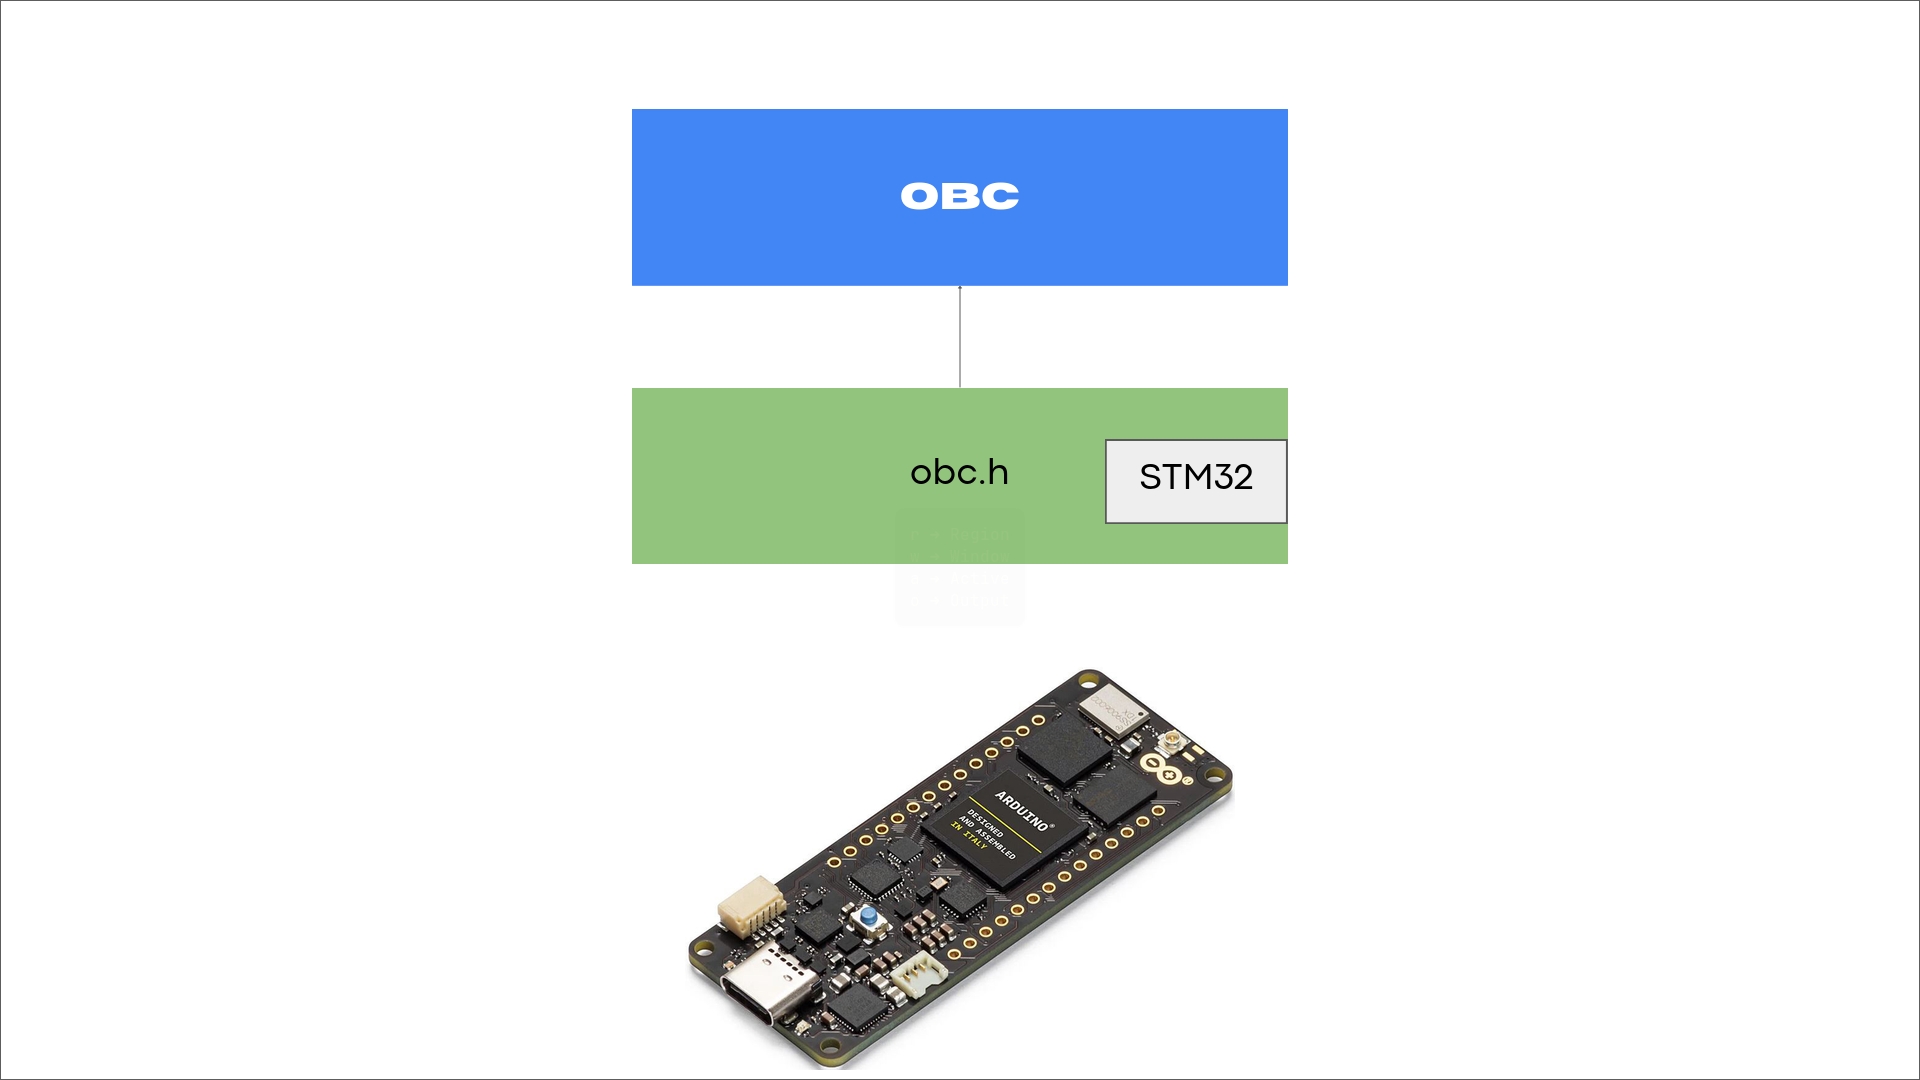 OBC
obc.h
STM32
ARDUINO®
DESIGNED
AND ASSEMBLED
IN ITALY